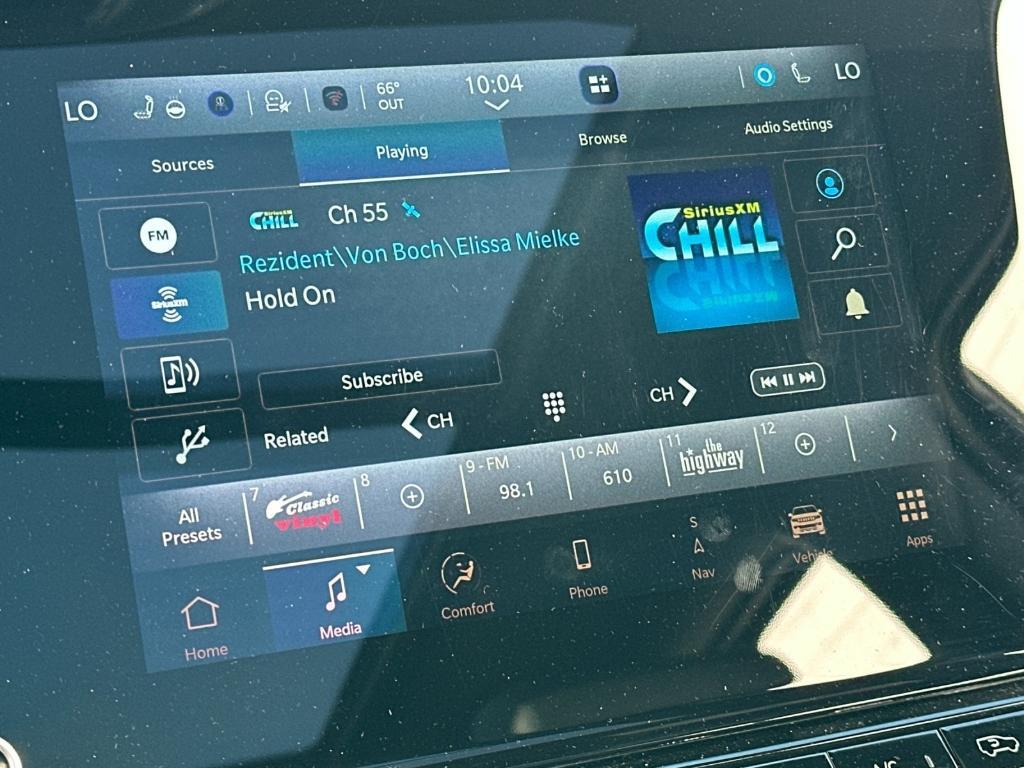 LO
66°
OUT
10:04
LO
Sources
Playing
Browse
Audio Settings
FM
SiriusXM
CHILL
Ch 55
Rezident\Von Boch\Elissa Mielke
Hold On
SiriusXM
CHILL
SiriusXM
Subscribe
Related
CH
CH
All
Presets
7
Classic
vinyl
8
9-FM
98.1
10-AM
610
11
the
highway
12
Home
Media
Comfort
Phone
S
Nav
Vehicle
Apps